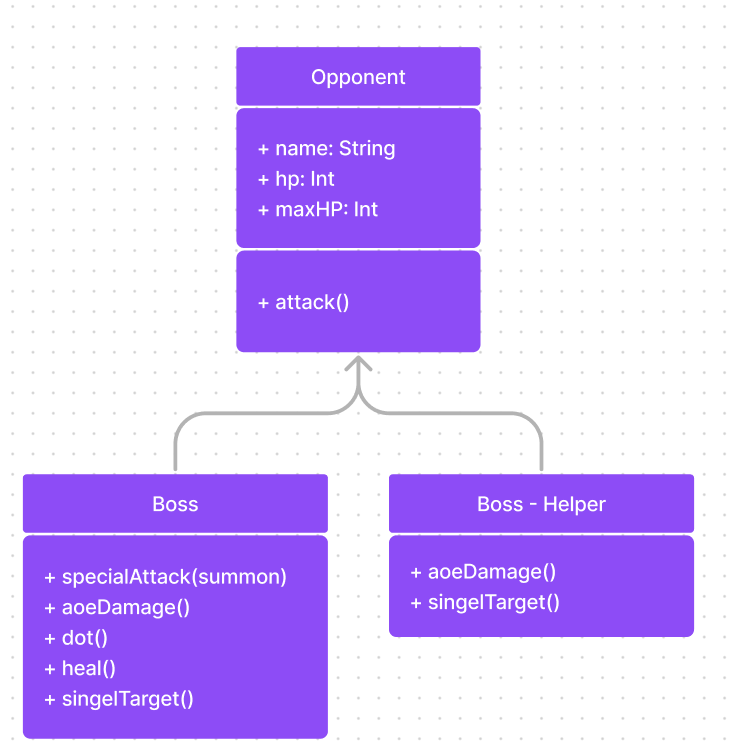 Opponent
+ name: String
+ hp: Int
+ maxHP: Int
+ attack()
Boss
+ specialAttack(summon)
+ aoeDamage()
+ dot()
+ heal()
+ singelTarget()
Boss - Helper
+ aoeDamage()
+ singelTarget()